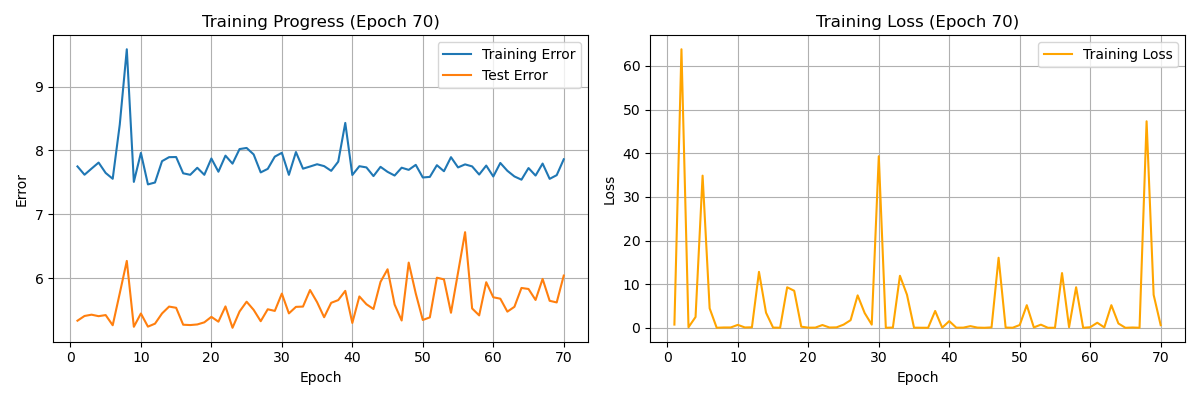 Training Progress (Epoch 70)
Training Error
Test Error
9
8
7
6
Error
0 10 20 30 40 50 60 70
Epoch
Training Loss (Epoch 70)
Training Loss
60
50
40
30
20
10
0
Loss
0 10 20 30 40 50 60 70
Epoch